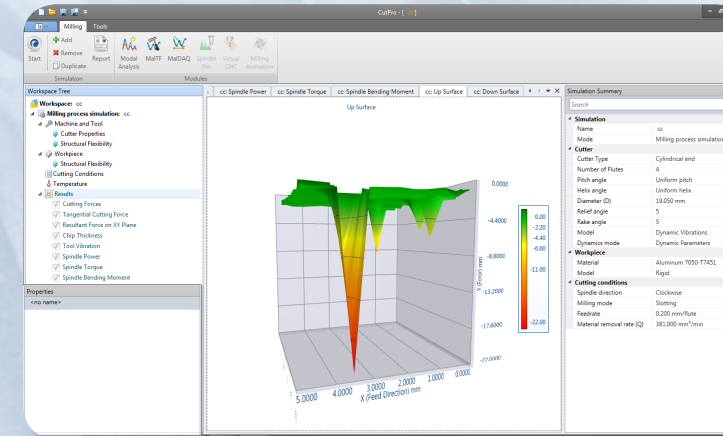 CutPro - [ cc ]
Milling Tools
Start
Add
Remove
Duplicate
Report
Modal Analysis
MalTF
MalDAQ
Spindle Pro
Virtual CNC
Milling Animation
Simulation
Modules
Workspace Tree
Workspace: cc
Milling process simulation: cc
Machine and Tool
Cutter Properties
Structural Flexibility
Workpiece
Structural Flexibility
Cutting Conditions
Temperature
Results
Cutting Forces
Tangential Cutting Force
Resultant Force on XY Plane
Chip Thickness
Tool Vibration
Spindle Power
Spindle Torque
Spindle Bending Moment
Properties
<no name>
cc: Spindle Power cc: Spindle Torque cc: Spindle Bending Moment cc: Up Surface cc: Down Surface
Up Surface
0.0000
-4.4000
-8.8000
-13.2000
-17.6000
-22.0000
Y (Error) mm
5.0000 4.0000 3.0000 2.0000 1.0000 0.0000
X (Feed Direction) mm
0.00
-2.20
-4.40
-6.60
-11.00
-22.00
Simulation Summary
Search
Simulation
Name cc
Mode Milling process simulation
Cutter
Cutter Type Cylindrical end
Number of Flutes 4
Pitch angle Uniform pitch
Helix angle Uniform helix
Diameter (D) 19.050 mm
Relief angle 5
Rake angle 5
Model Dynamic Vibrations
Dynamics mode Dynamic Parameters
Workpiece
Material Aluminum 7050-T7451
Model Rigid
Cutting conditions
Spindle direction Clockwise
Milling mode Slotting
Feedrate 0.200 mm/flute
Material removal rate (Q) 381.000 mm³/min